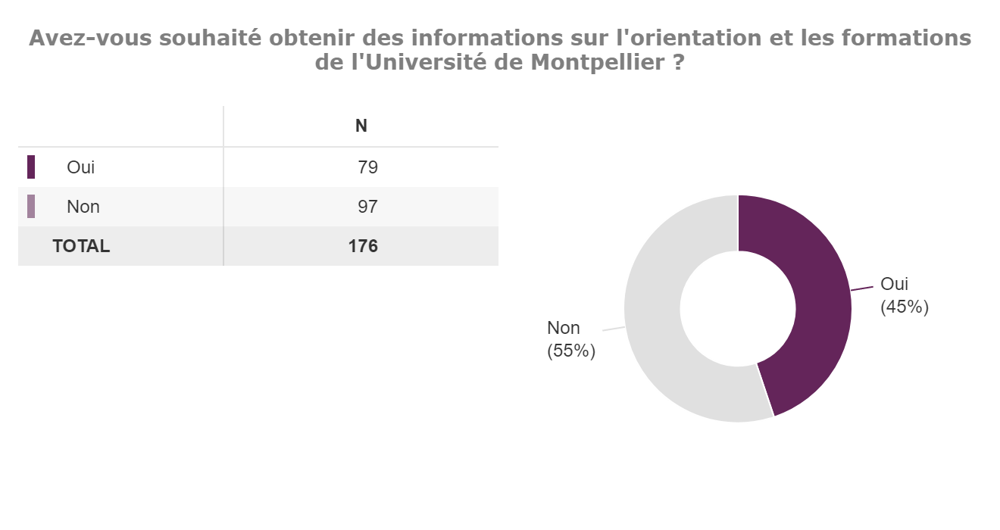 Avez-vous souhaité obtenir des informations sur l'orientation et les formations
de l'Université de Montpellier ?
N
Oui 79
Non 97
TOTAL 176
Oui
(45%)
Non
(55%)